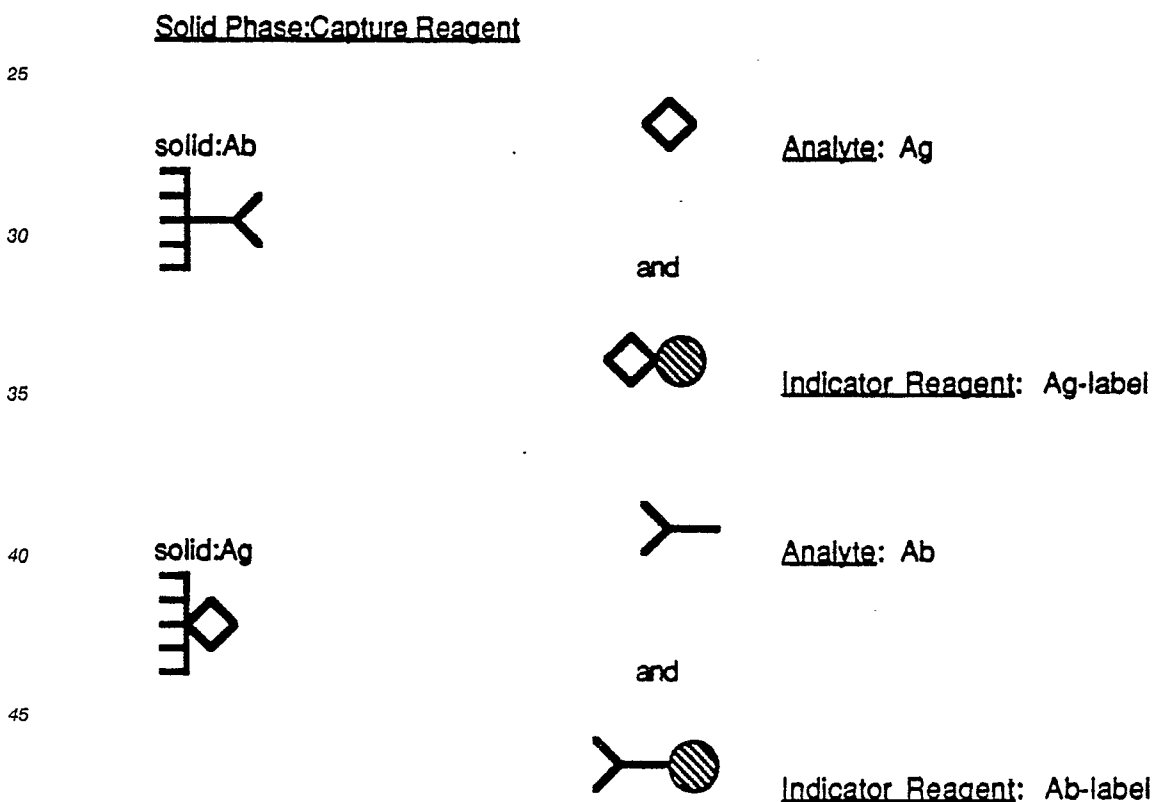 Solid Phase:Capture Reagent
25
solid:Ab
Analyte: Ag
30
and
35
Indicator Reagent: Ag-label
40
solid:Ag
Analyte: Ab
and
45
Indicator Reagent: Ab-label